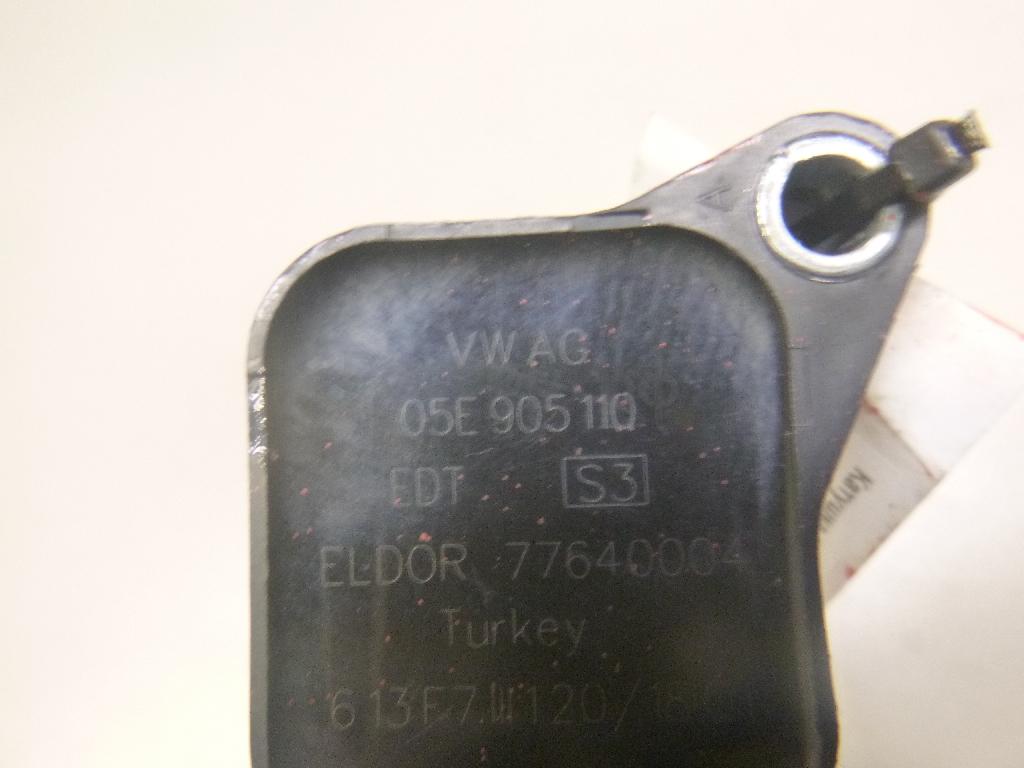 A
VW AG
05E 905 110
EDT S3
ELDOR 77640004
Turkey